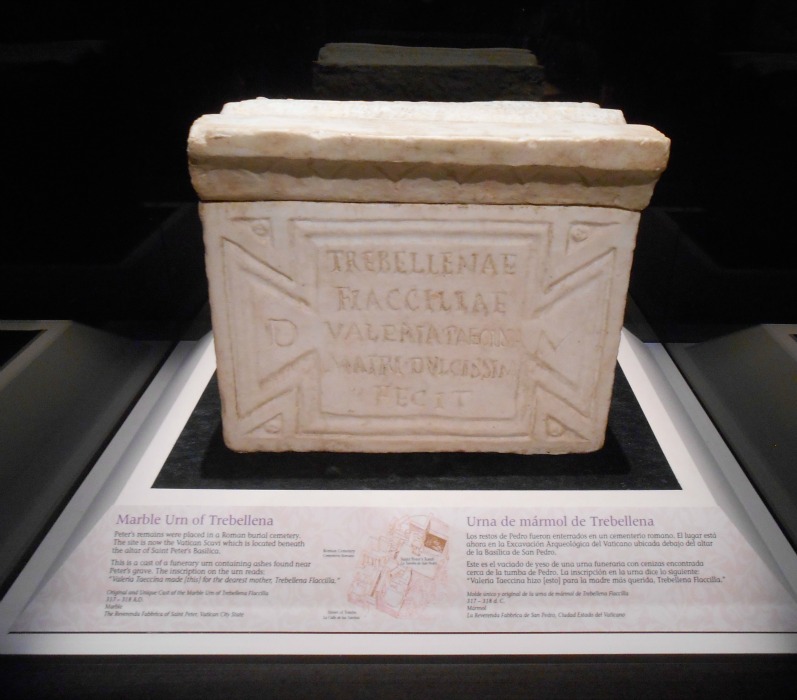 TREBELLENAE
FLACCILLAE
D VALERIA TAECIN M
MATRI DULCISSIM
FECIT
Marble Urn of Trebellena
Peter's remains were placed in a Roman burial cemetery.
The site is now the Vatican Scavi which is located beneath
the altar of Saint Peter's Basilica.
This is a cast of a funerary urn containing ashes found near
Peter's grave. The inscription on the urn reads:
"Valeria Taeccina made [this] for the dearest mother, Trebellena Flaccilla."
Original and Unique Cast of the Marble Urn of Trebellena Flaccilla
317 – 318 A.D.
Marble
The Reverenda Fabbrica of Saint Peter, Vatican City State
Urna de mármol de Trebellena
Los restos de Pedro fueron enterrados en un cementerio romano. El lugar está
ahora en la Excavación Arqueológica del Vaticano ubicada debajo del altar
de la Basílica de San Pedro.
Este es el vaciado de yeso de una urna funeraria con cenizas encontrada
cerca de la tumba de Pedro. La inscripción en la urna dice lo siguiente:
"Valeria Taeccina hizo [esto] para la madre más querida, Trebellena Flaccilla."
Molde único y original de la urna de mármol de Trebellena Flaccilla
317 – 318 d. C.
Mármol
La Reverenda Fabbrica de San Pedro, Ciudad Estado del Vaticano